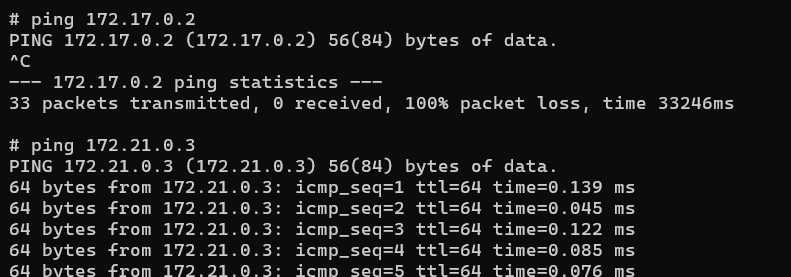 # ping 172.17.0.2
PING 172.17.0.2 (172.17.0.2) 56(84) bytes of data.
^C
--- 172.17.0.2 ping statistics ---
33 packets transmitted, 0 received, 100% packet loss, time 33246ms
# ping 172.21.0.3
PING 172.21.0.3 (172.21.0.3) 56(84) bytes of data.
64 bytes from 172.21.0.3: icmp_seq=1 ttl=64 time=0.139 ms
64 bytes from 172.21.0.3: icmp_seq=2 ttl=64 time=0.045 ms
64 bytes from 172.21.0.3: icmp_seq=3 ttl=64 time=0.122 ms
64 bytes from 172.21.0.3: icmp_seq=4 ttl=64 time=0.085 ms
64 bytes from 172.21.0.3: icmp_seq=5 ttl=64 time=0.076 ms